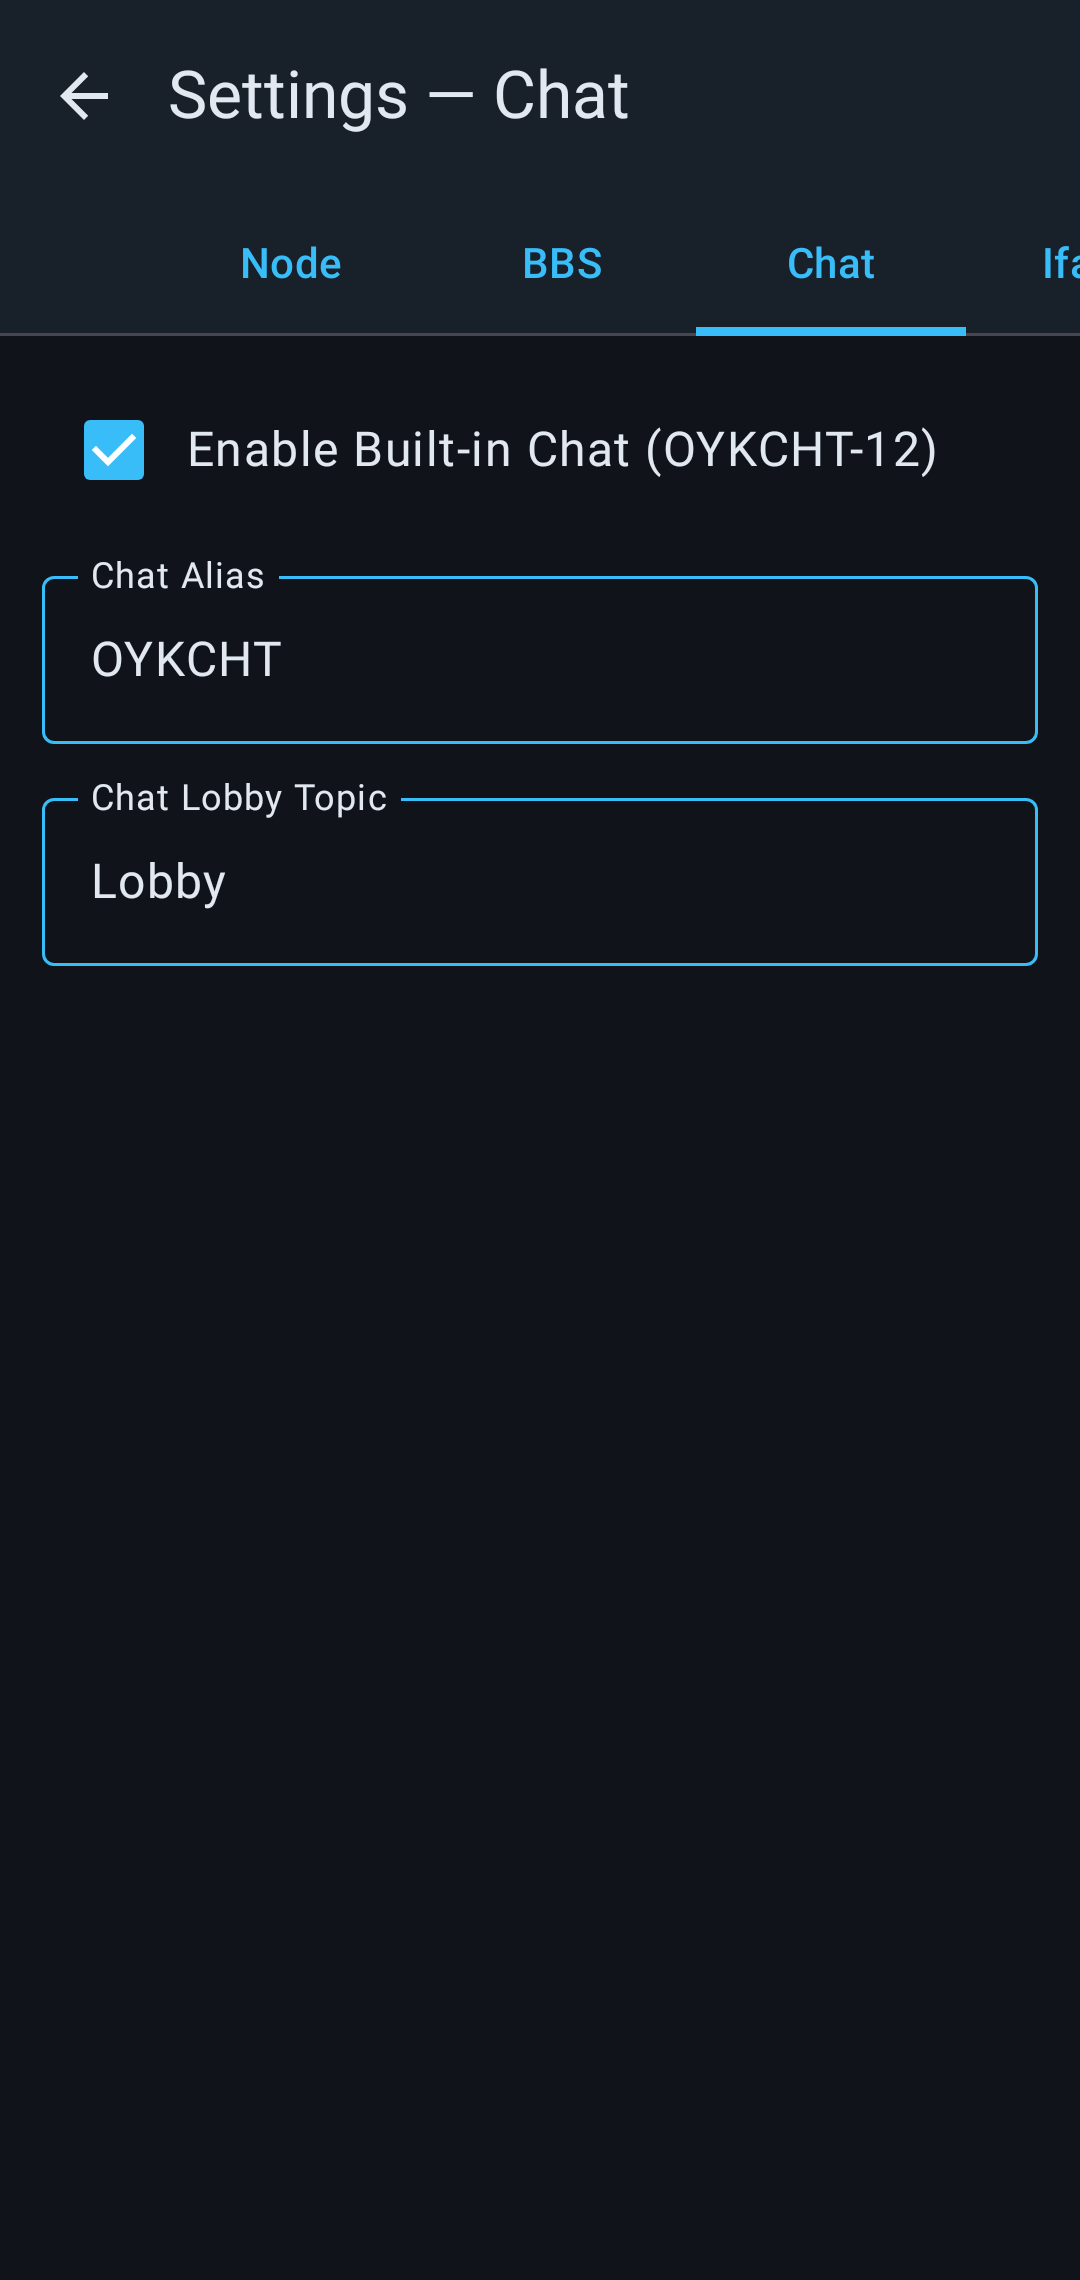 Settings — Chat
Node BBS Chat
Enable Built-in Chat (OYKCHT-12)
Chat Alias
OYKCHT
Chat Lobby Topic
Lobby